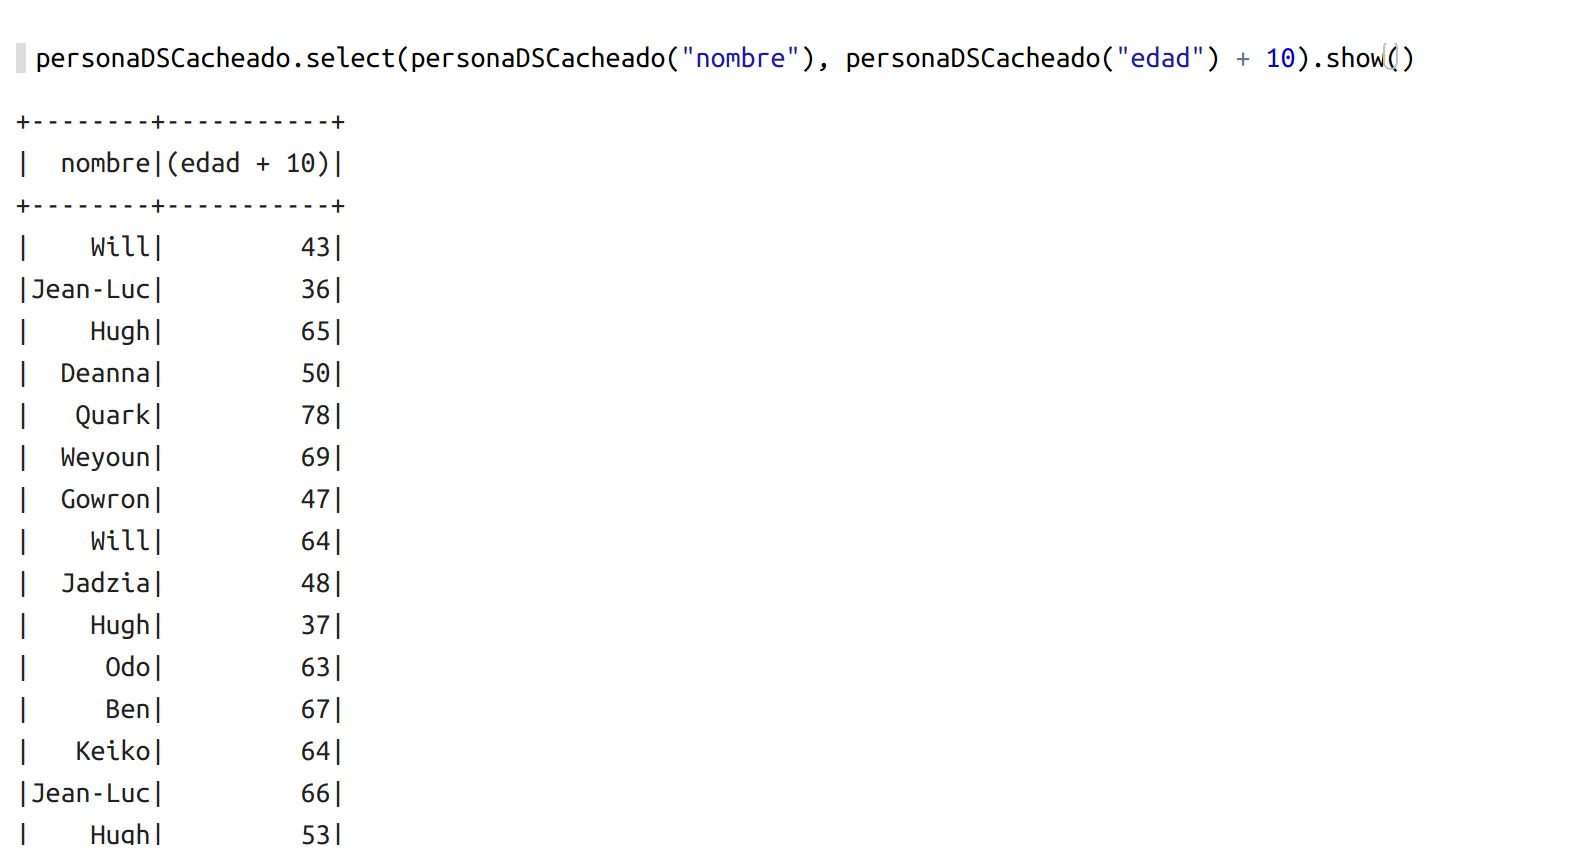 personaDSCacheado.select(personaDSCacheado("nombre"), personaDSCacheado("edad") + 10).show()
+--------+-----------+
|  nombre|(edad + 10)|
+--------+-----------+
|    Will|         43|
|Jean-Luc|         36|
|    Hugh|         65|
|  Deanna|         50|
|   Quark|         78|
|  Weyoun|         69|
|  Gowron|         47|
|    Will|         64|
|  Jadzia|         48|
|    Hugh|         37|
|     Odo|         63|
|     Ben|         67|
|   Keiko|         64|
|Jean-Luc|         66|
|    Hugh|         53|